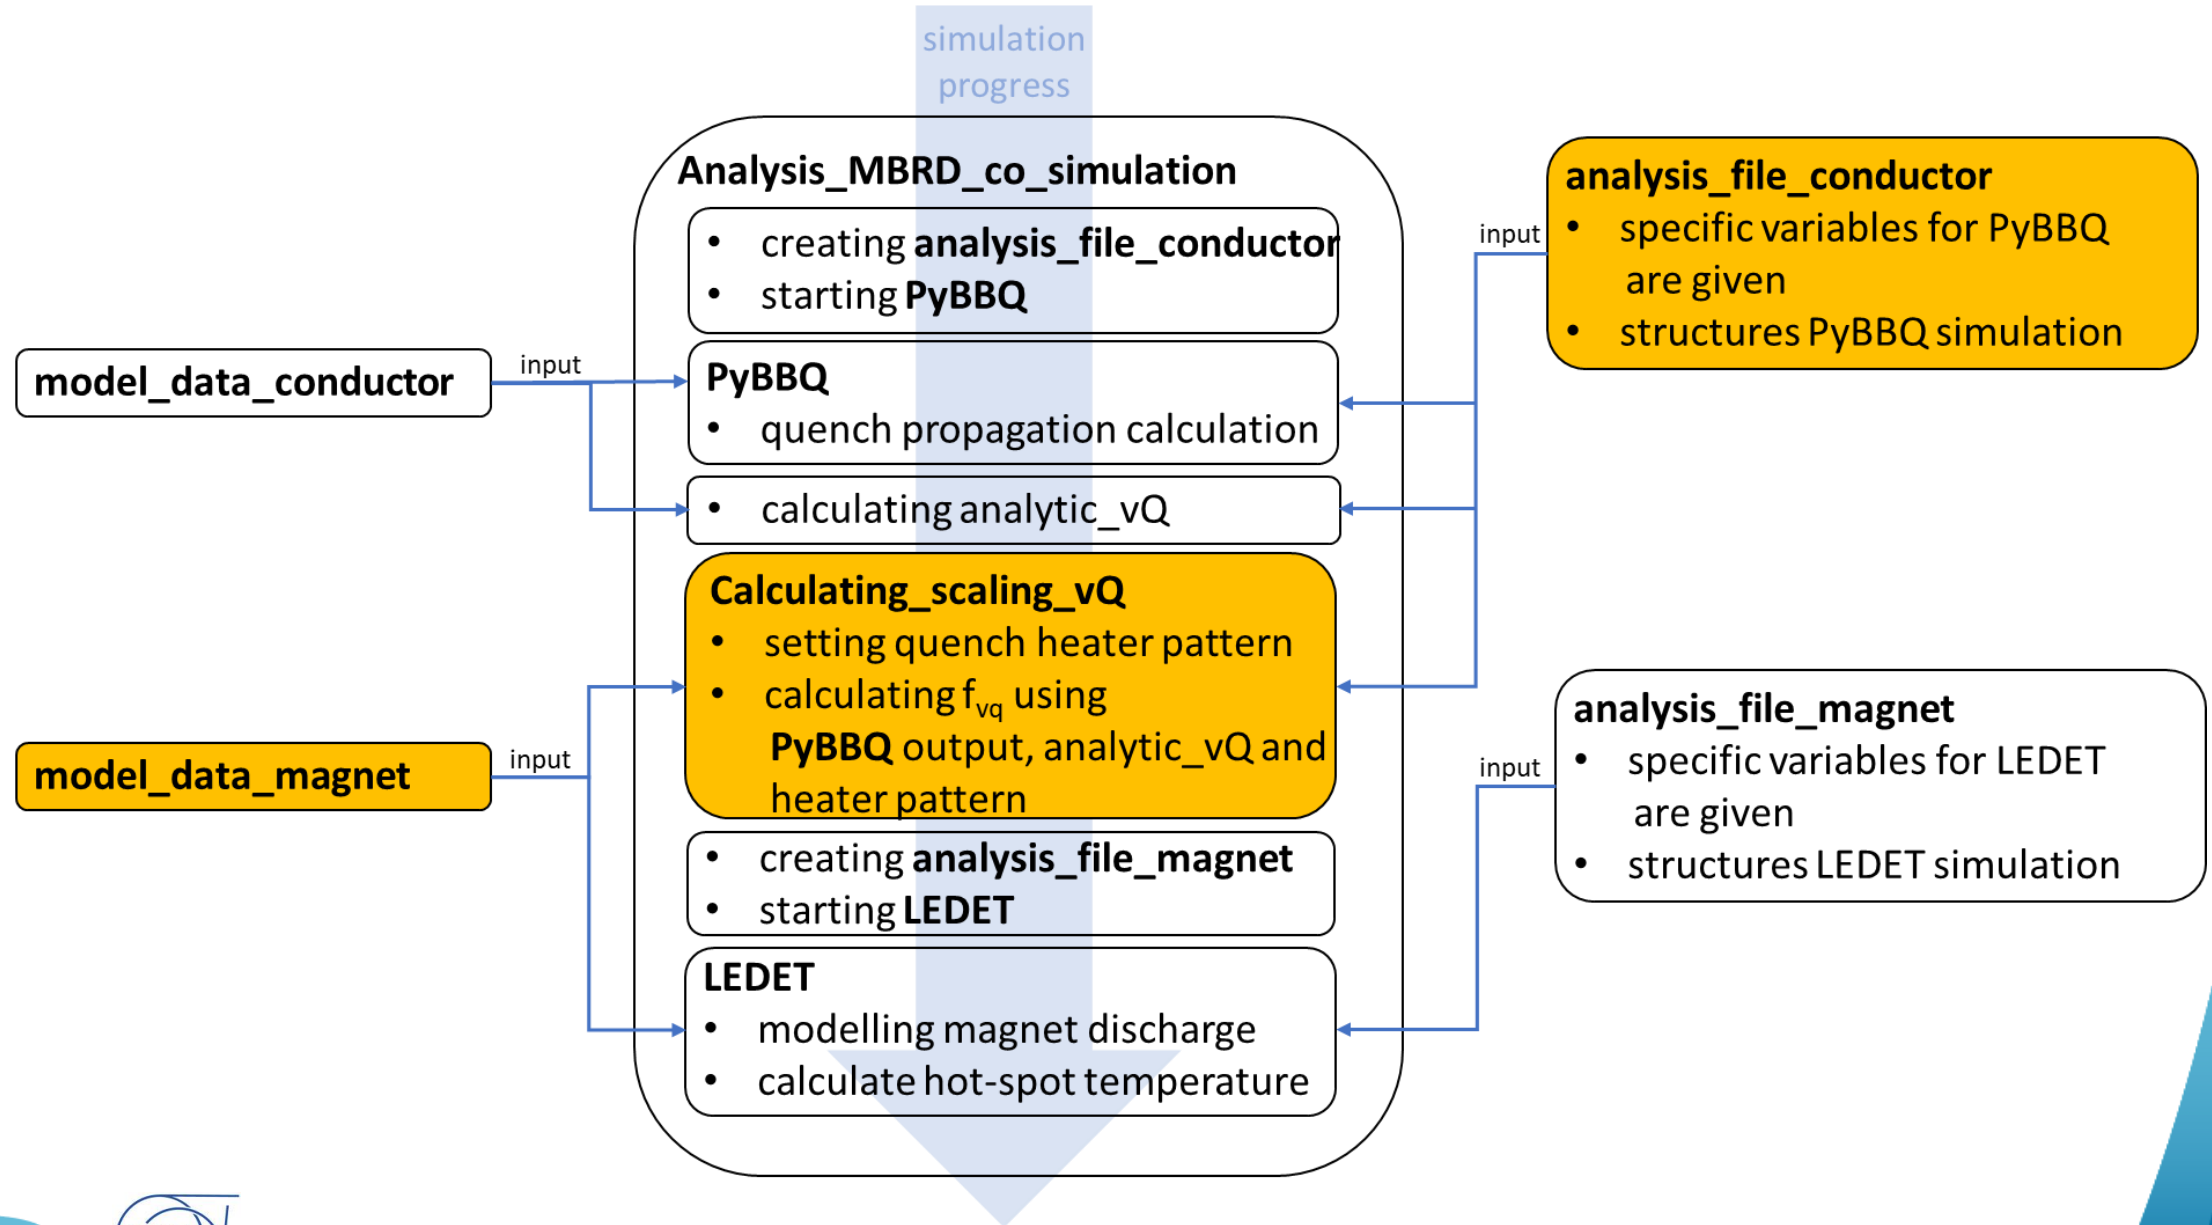 simulation
progress
Analysis_MBRD_co_simulation
• creating analysis_file_conductor
• starting PyBBQ
PyBBQ
• quench propagation calculation
• calculating analytic_vQ
Calculating_scaling_vQ
• setting quench heater pattern
• calculating fvq using
PyBBQ output, analytic_vQ and
heater pattern
• creating analysis_file_magnet
• starting LEDET
LEDET
• modelling magnet discharge
• calculate hot-spot temperature
model_data_conductor
input
model_data_magnet
input
input
analysis_file_conductor
• specific variables for PyBBQ
are given
• structures PyBBQ simulation
input
analysis_file_magnet
• specific variables for LEDET
are given
• structures LEDET simulation